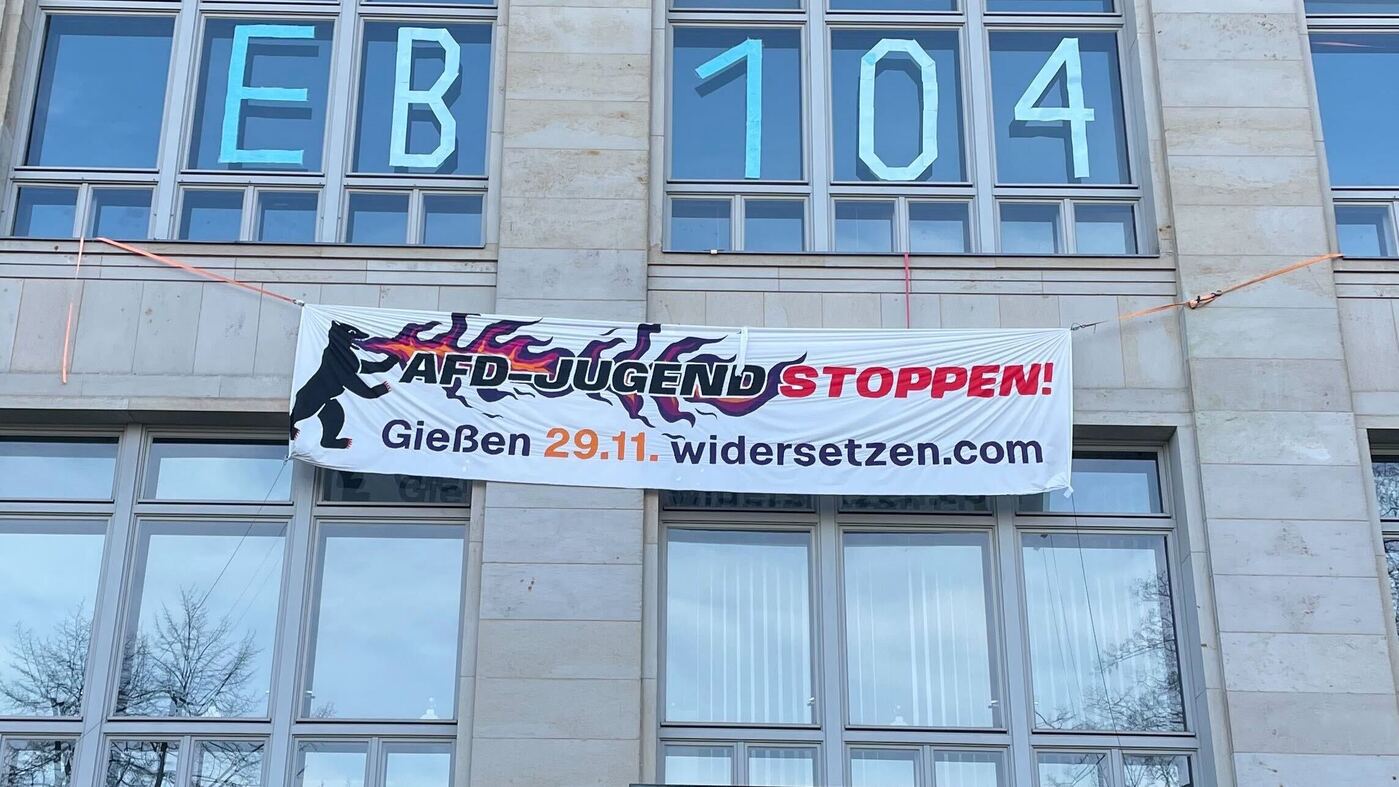 EB 104
AFD-JUGEND STOPPEN!
Gießen 29.11. widersetzen.com